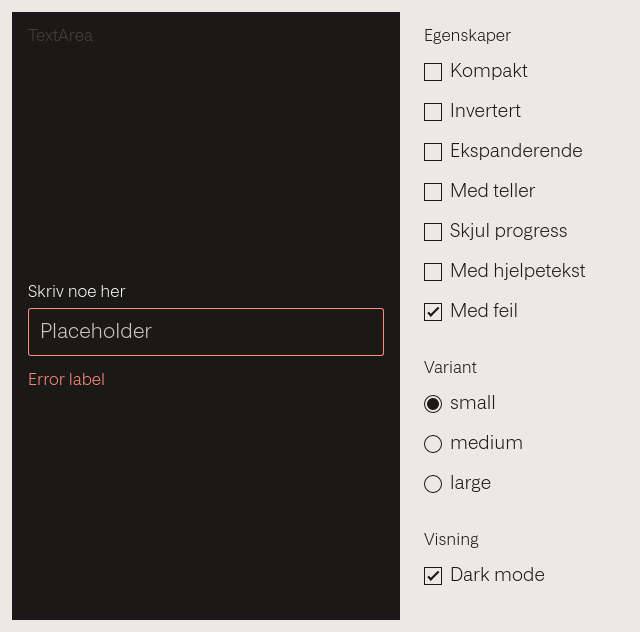 TextArea
Skriv noe her
Placeholder
Error label
Egenskaper
Kompakt
Invertert
Ekspanderende
Med teller
Skjul progress
Med hjelpetekst
Med feil
Variant
small
medium
large
Visning
Dark mode